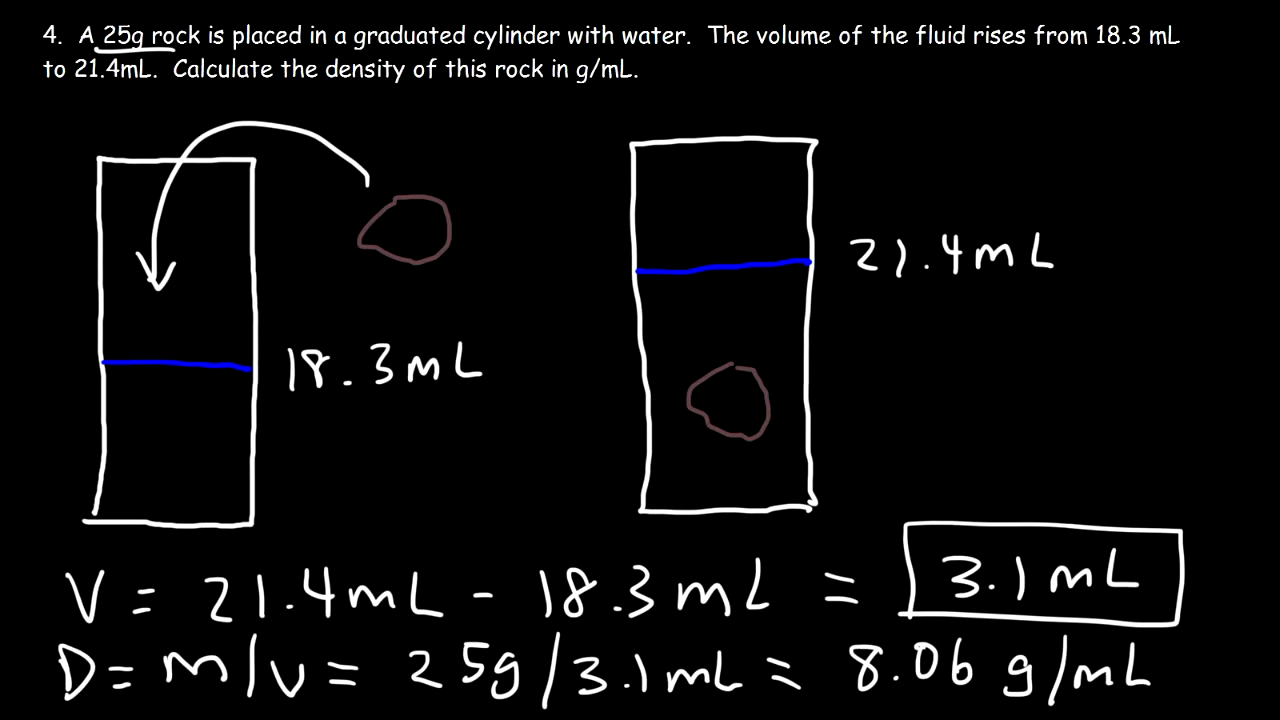 4. A 25g rock is placed in a graduated cylinder with water. The volume of the fluid rises from 18.3 mL
to 21.4mL. Calculate the density of this rock in g/mL.
21.4mL
18.3mL
V = 21.4mL - 18.3mL = 3.1mL
D = m/v = 25g/3.1mL = 8.06 g/mL